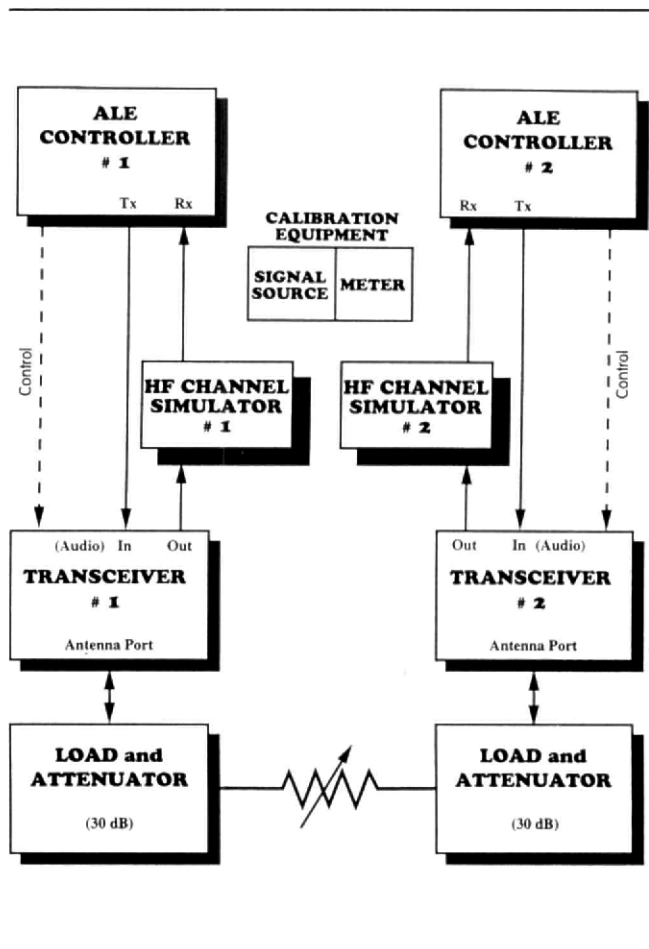 ALE
CONTROLLER
# 1
Tx Rx
ALE
CONTROLLER
# 2
Rx Tx
CALIBRATION
EQUIPMENT
SIGNAL
SOURCE
METER
Control
HF CHANNEL
SIMULATOR
# 1
HF CHANNEL
SIMULATOR
# 2
Control
(Audio) In Out
TRANSCEIVER
# 1
Antenna Port
Out In (Audio)
TRANSCEIVER
# 2
Antenna Port
LOAD and
ATTENUATOR
(30 dB)
LOAD and
ATTENUATOR
(30 dB)